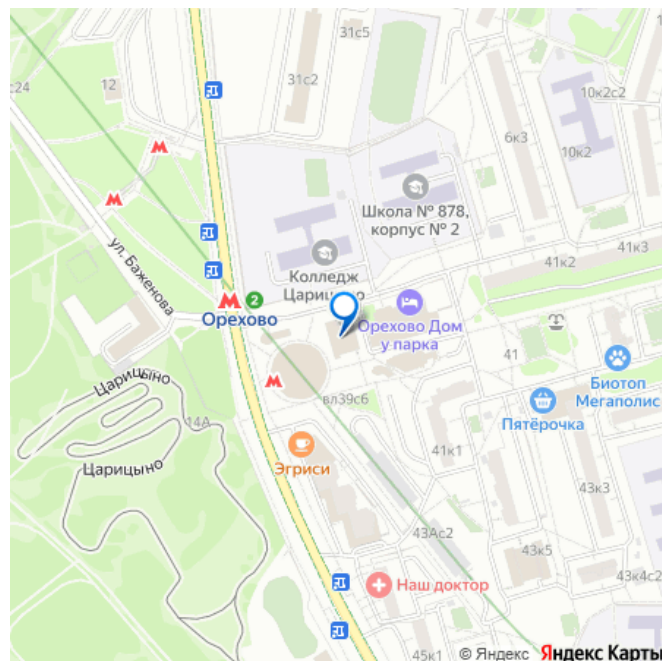 31с5
с24
12
31с2
10к2с2
6к3
10к2
Школа № 878,
корпус № 2
ул. Баженова
Колледж
Царицыно
41к3
41к2
2
Орехово
Орехово Дом
у парка
41
Биотоп
Мегаполис
Царицыно
вл39с6
14А
Пятёрочка
Царицыно
Эгриси
41к1
43к3
43Ас2
43к5
Наш доктор
43к4с2
45к1
© Яндекс Яндекс Карты